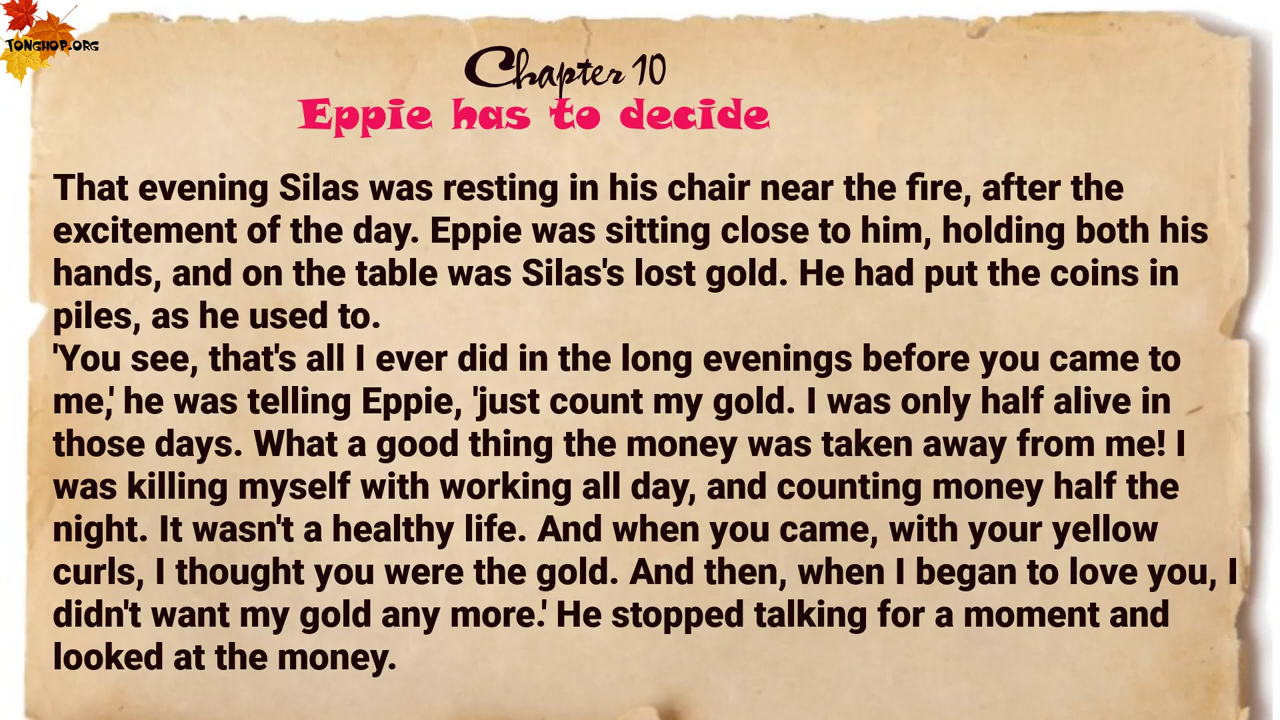 TONGHOP.ORG
Chapter 10
Eppie has to decide
That evening Silas was resting in his chair near the fire, after the
excitement of the day. Eppie was sitting close to him, holding both his
hands, and on the table was Silas's lost gold. He had put the coins in
piles, as he used to.
'You see, that's all I ever did in the long evenings before you came to
me,' he was telling Eppie, 'just count my gold. I was only half alive in
those days. What a good thing the money was taken away from me! I
was killing myself with working all day, and counting money half the
night. It wasn't a healthy life. And when you came, with your yellow
curls, I thought you were the gold. And then, when I began to love you, I
didn't want my gold any more.' He stopped talking for a moment and
looked at the money.